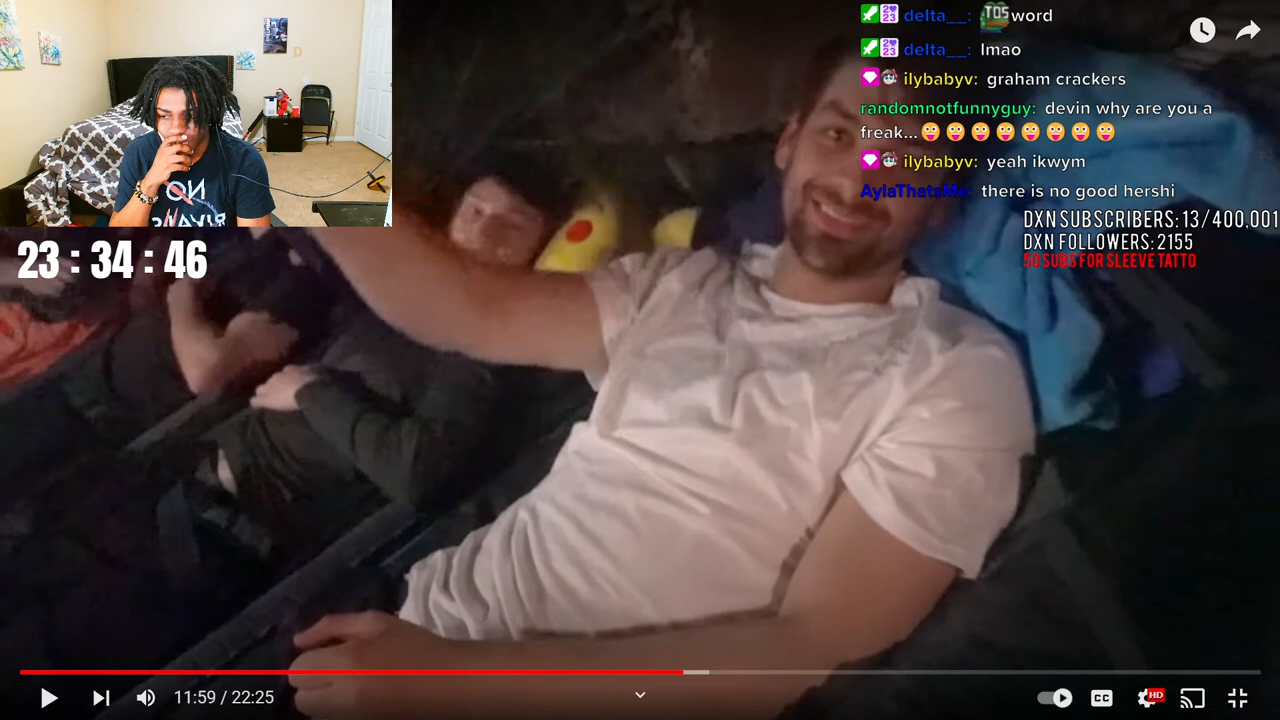 delta__: TOS word
delta__: lmao
ilybabyv: graham crackers
randomnotfunnyguy: devin why are you a
freak...
ilybabyv: yeah ikwym
AylaThatsMe: there is no good hershi
DXN SUBSCRIBERS: 13 / 400,001
DXN FOLLOWERS: 2155
50 SUBS FOR SLEEVE TATTO
23 : 34 : 46
11:59 / 22:25
CC
HD